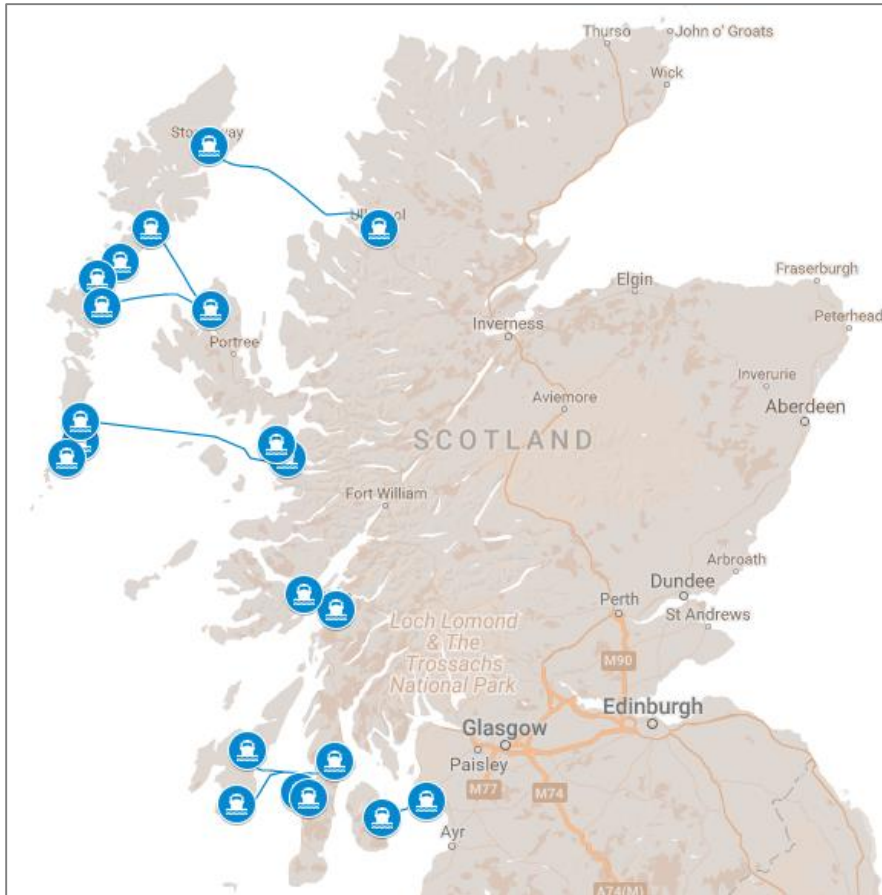 Thurso
John o' Groats
Wick
Elgin
Fraserburgh
Peterhead
Inverness
Portree
Inverurie
Aviemore
Aberdeen
SCOTLAND
Fort William
Arbroath
Dundee
Perth
St Andrews
Loch Lomond
& The
Trossachs
National Park
M90
Edinburgh
Glasgow
Paisley
M77
M74
Ayr
A74(M)